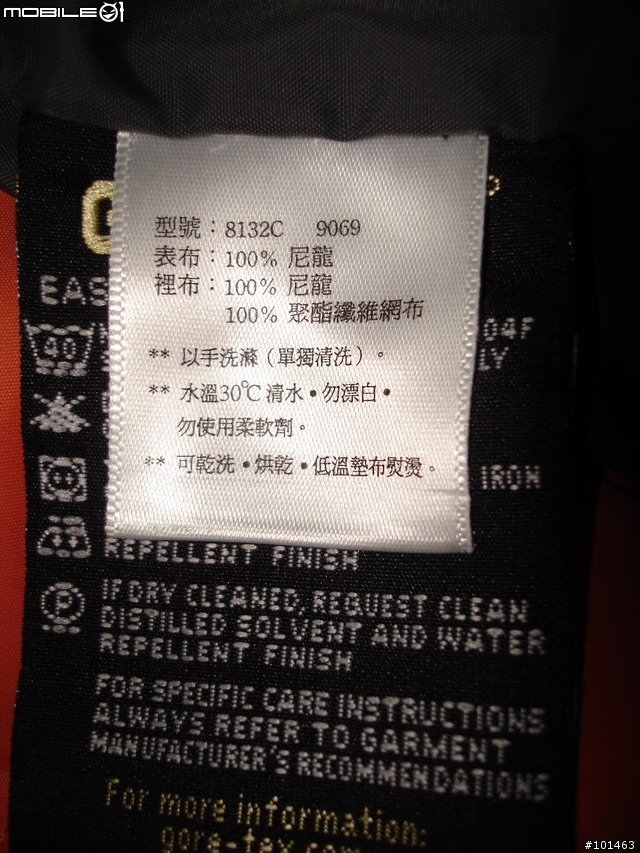 MOBILE01
型號：8132C 9069
表布：100% 尼龍
裡布：100% 尼龍
100% 聚酯纖維網布
** 以手洗滌（單獨清洗）。
** 水溫30℃清水・勿漂白・
勿使用柔軟劑。
** 可乾洗・烘乾・低溫墊布熨燙。
EAS
40
04F
LY
IRON
REPELLENT FINISH
P
IF DRY CLEANED, REQUEST CLEAN
DISTILLED SOLVENT AND WATER
REPELLENT FINISH
FOR SPECIFIC CARE INSTRUCTIONS
ALWAYS REFER TO GARMENT
MANUFACTURER'S RECOMMENDATIONS
For more information:
gore-tex.com
#101463